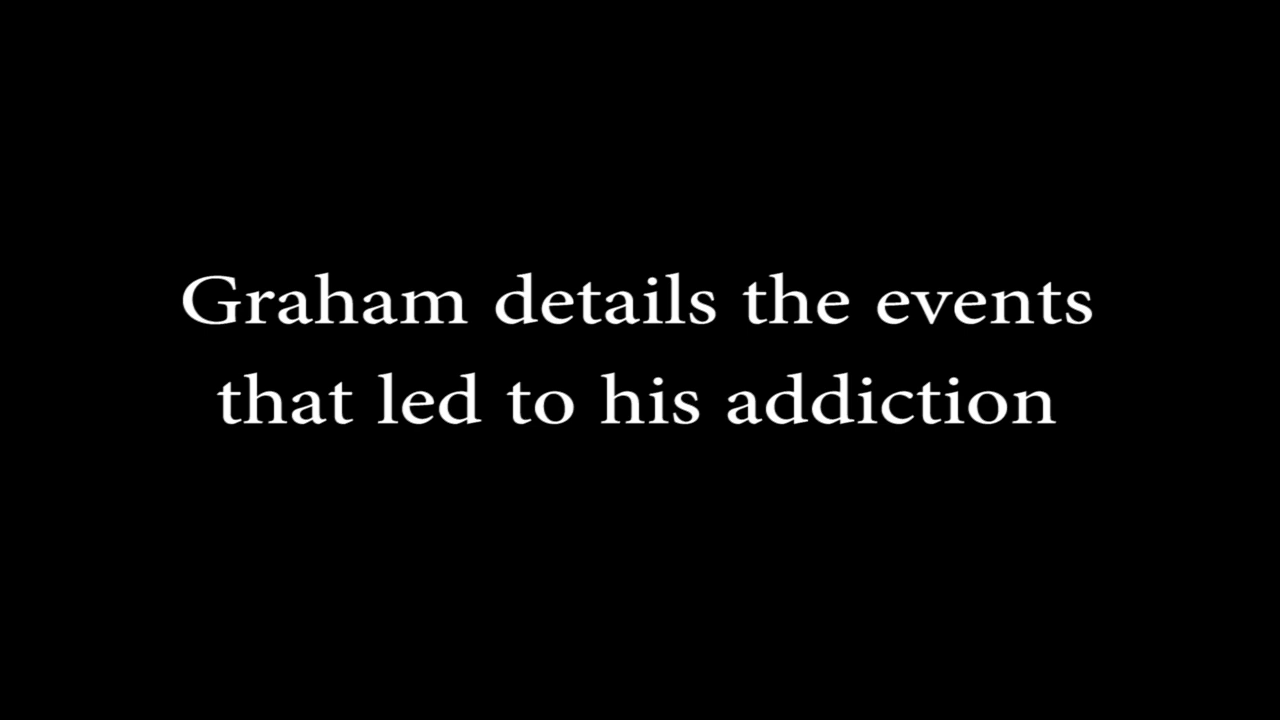 Graham details the events
that led to his addiction